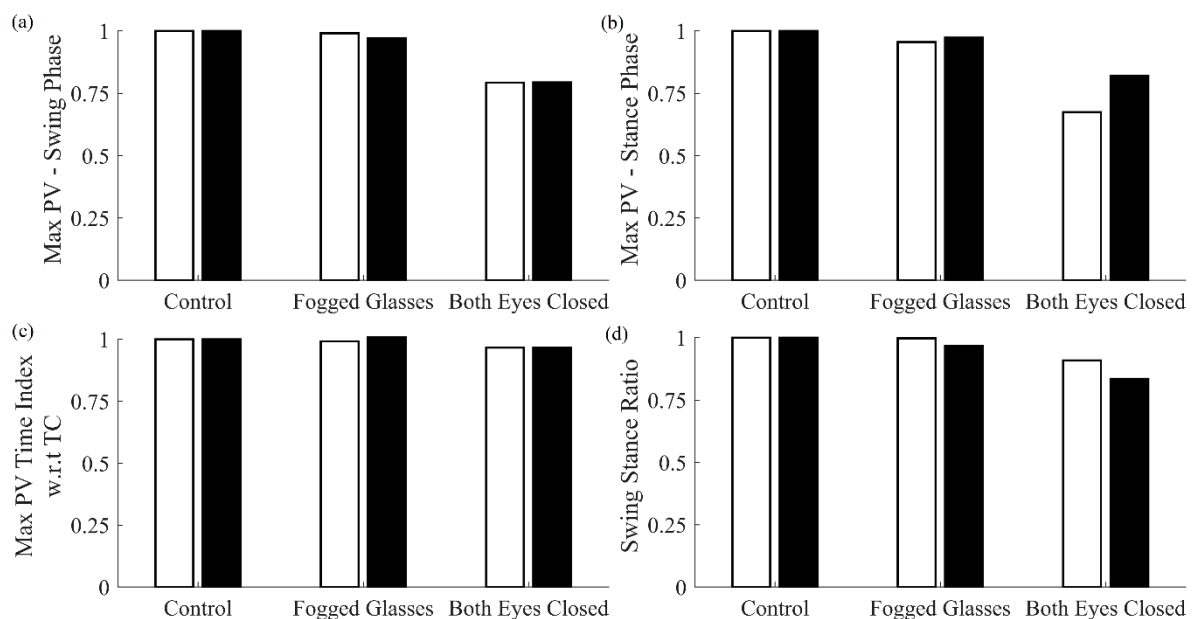 (a)
Max PV - Swing Phase
1
0.75
0.5
0.25
0
Control Fogged Glasses Both Eyes Closed
(b)
Max PV - Stance Phase
1
0.75
0.5
0.25
0
Control Fogged Glasses Both Eyes Closed
(c)
Max PV Time Index
w.r.t TC
1
0.75
0.5
0.25
0
Control Fogged Glasses Both Eyes Closed
(d)
Swing Stance Ratio
1
0.75
0.5
0.25
0
Control Fogged Glasses Both Eyes Closed